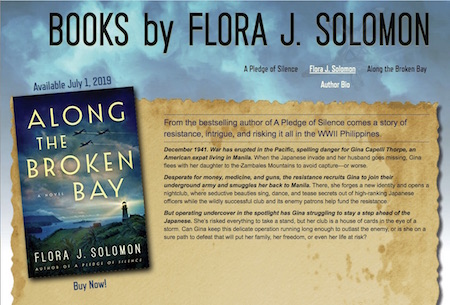 BOOKS by FLORA J. SOLOMON
A Pledge of Silence Flora J. Solomon Along the Broken Bay
Author Bio
Available July 1, 2019
ALONG
THE
BROKEN
BAY
A NOVEL
FLORA J. SOLOMON
AUTHOR OF A PLEDGE OF SILENCE
Buy Now!
From the bestselling author of A Pledge of Silence comes a story of
resistance, intrigue, and risking it all in the WWII Philippines.
December 1941. War has erupted in the Pacific, spelling danger for Gina Capelli Thorpe, an
American expat living in Manila. When the Japanese invade and her husband goes missing, Gina
flees with her daughter to the Zambales Mountains to avoid capture—or worse.
Desperate for money, medicine, and guns, the resistance recruits Gina to join their
underground army and smuggles her back to Manila. There, she forges a new identity and opens a
nightclub, where seductive beauties sing, dance, and tease secrets out of high-ranking Japanese
officers while the wildly successful club and its enemy patrons help fund the resistance.
But operating undercover in the spotlight has Gina struggling to stay a step ahead of the
Japanese. She's risked everything to take a stand, but her club is a house of cards in the eye of a
storm. Can Gina keep this delicate operation running long enough to outlast the enemy, or is she on a
sure path to defeat that will put her family, her freedom, or even her life at risk?